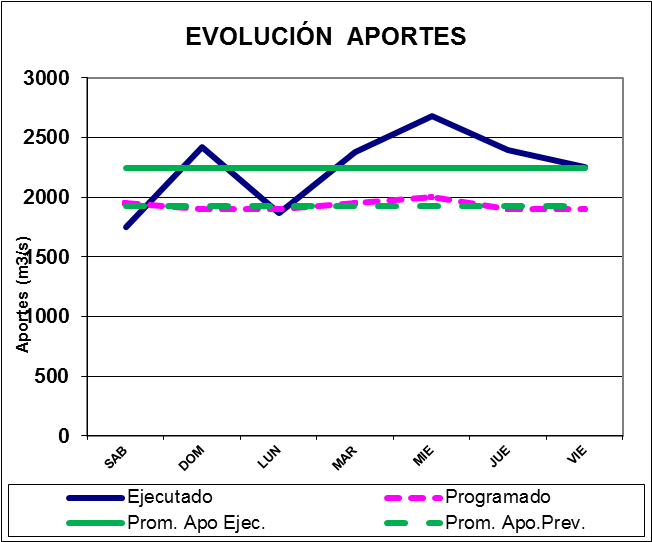 EVOLUCIÓN APORTES
3000
2500
2000
1500
1000
500
0
Aportes (m3/s)
SAB DOM LUN MAR MIE JUE VIE
Ejecutado Programado
Prom. Apo Ejec. Prom. Apo.Prev.